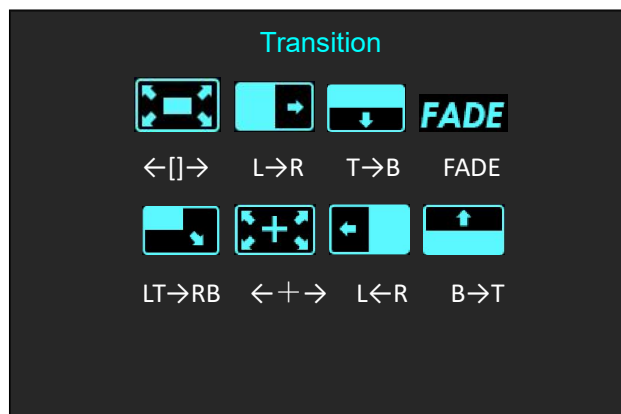 Transition
FADE
←[]→ L→R T→B FADE
LT→RB ←+→ L←R B→T